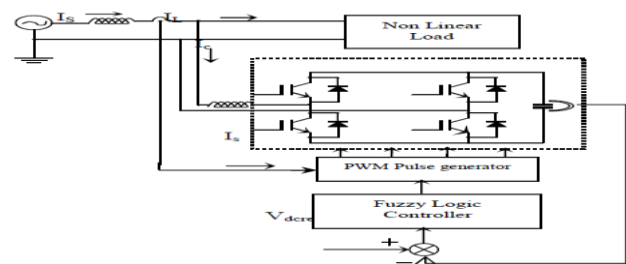 Is
IL
Non Linear
Load
Ic
Is
PWM Pulse generator
Fuzzy Logic
Controller
Vdcre
+
−